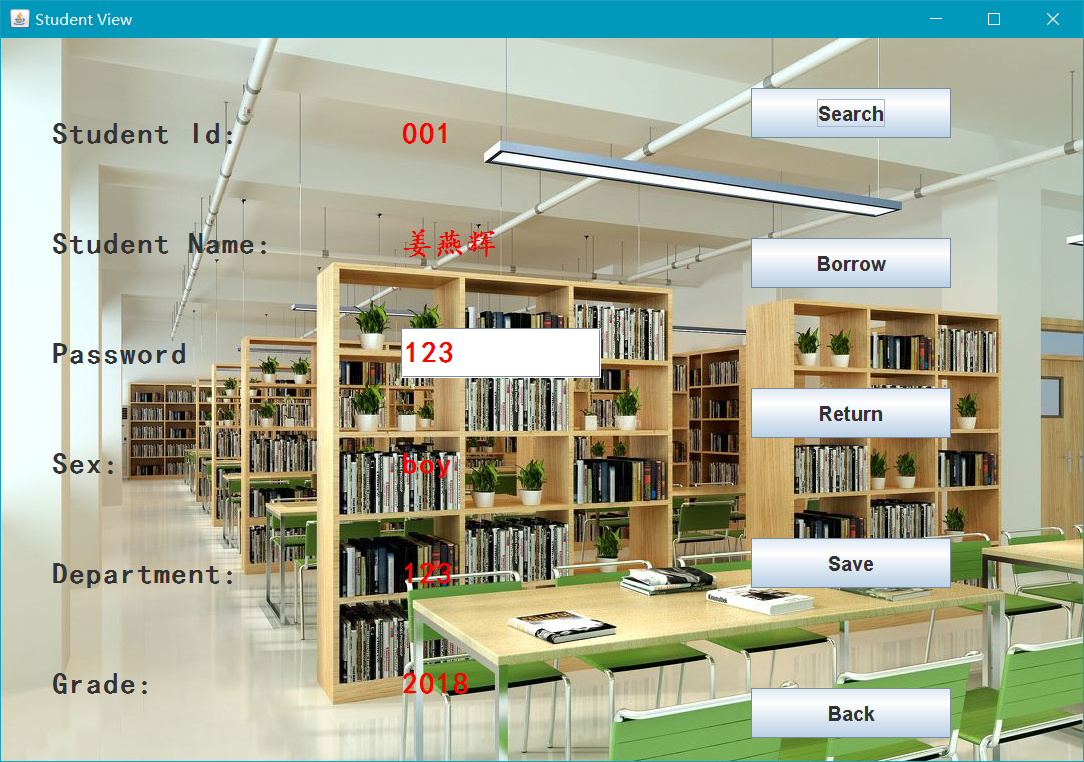 Student View
Student Id: 001
Search
Student Name: 姜燕辉
Borrow
Password 123
Return
Sex: boy
Department: 123
Save
Grade: 2018
Back